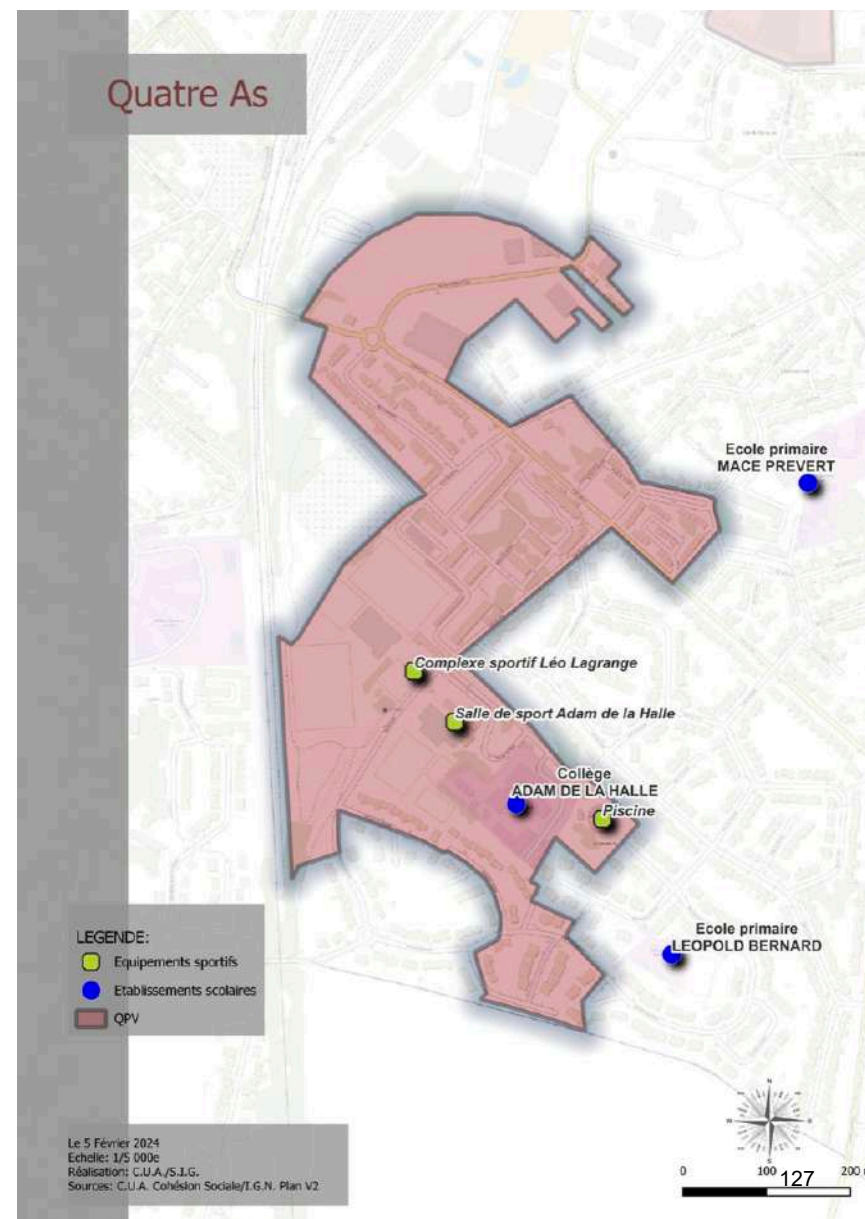 Quatre As
Ecole primaire
MACE PREVERT
Complexe sportif Léo Lagrange
Salle de sport Adam de la Halle
Collège
ADAM DE LA HALLE
Piscine
Ecole primaire
LEOPOLD BERNARD
LEGENDE:
Equipements sportifs
Etablissements scolaires
QPV
N
Le 5 Février 2024
Echelle: 1/5 000e
Réalisation: C.U.A./S.I.G.
Sources: C.U.A. Cohésion Sociale/I.G.N. Plan V2
0 100 200
127